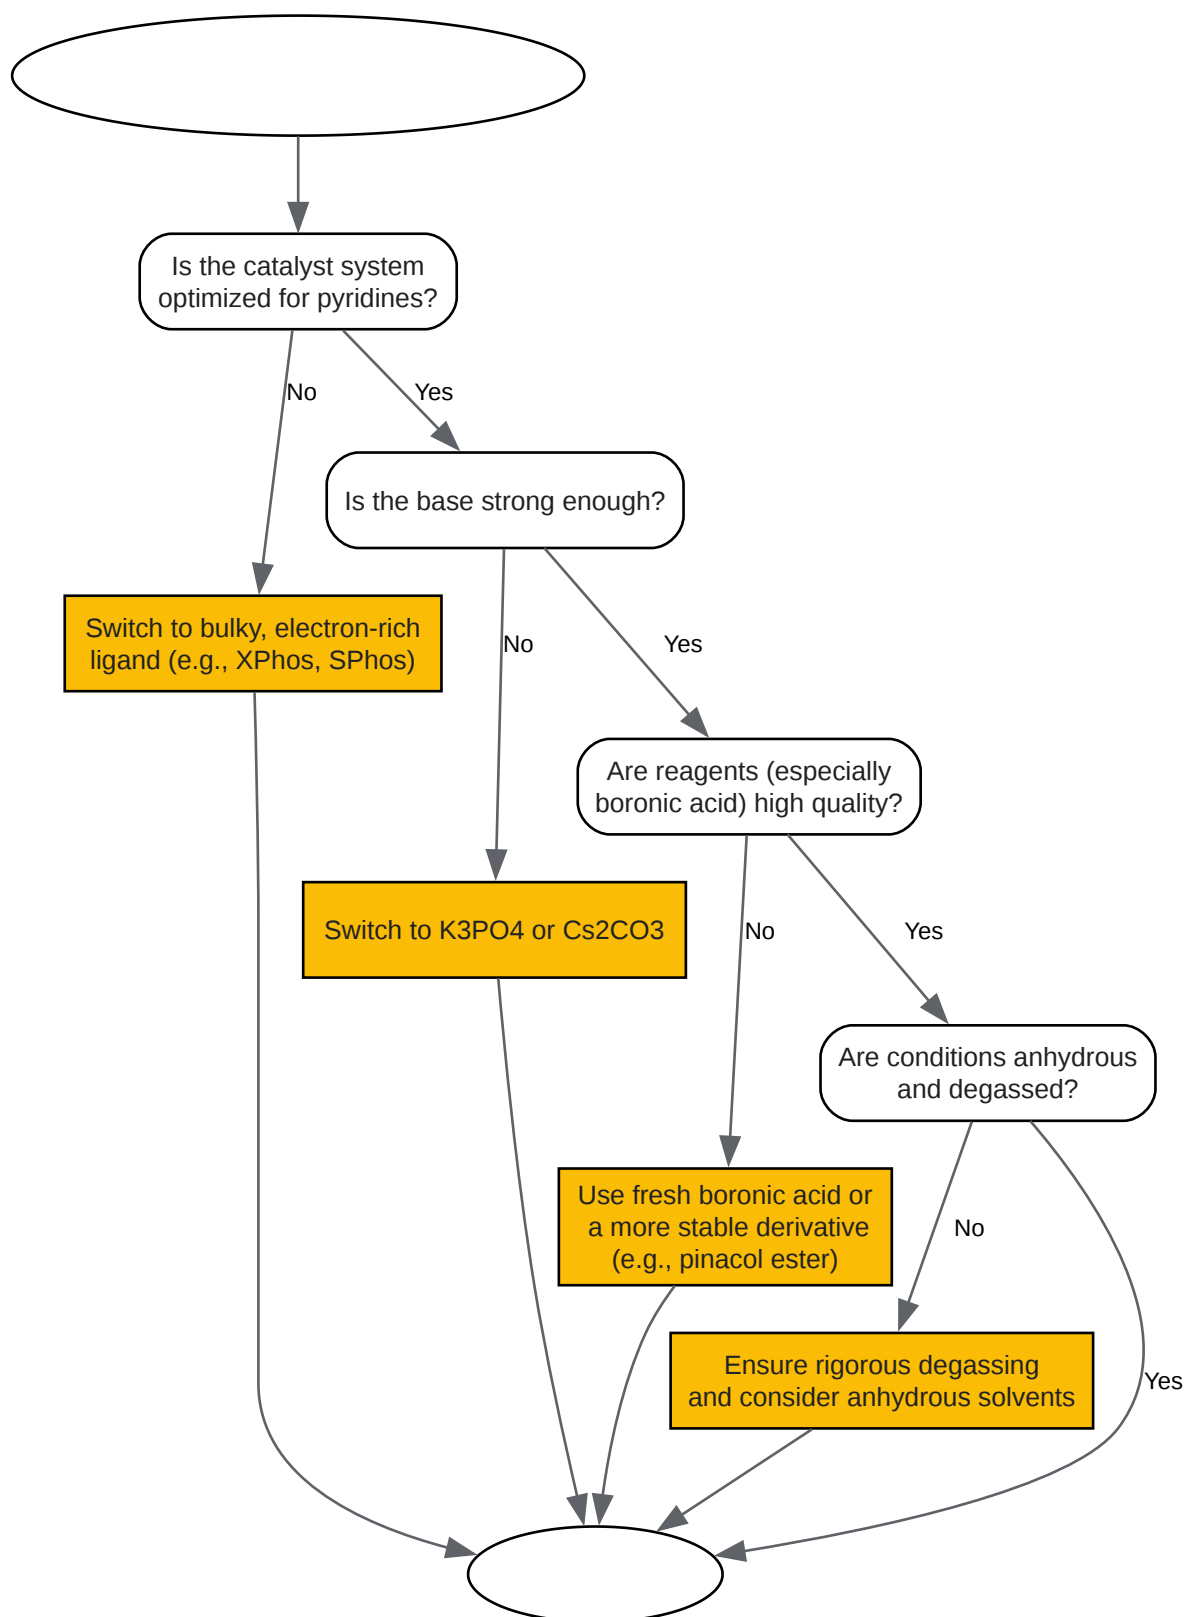 Is the catalyst system
optimized for pyridines?
No
Yes
Is the base strong enough?
Switch to bulky, electron-rich
ligand (e.g., XPhos, SPhos)
No
Yes
Are reagents (especially
boronic acid) high quality?
Switch to K3PO4 or Cs2CO3
No
Yes
Are conditions anhydrous
and degassed?
Use fresh boronic acid or
a more stable derivative
(e.g., pinacol ester)
No
Ensure rigorous degassing
and consider anhydrous solvents
Yes